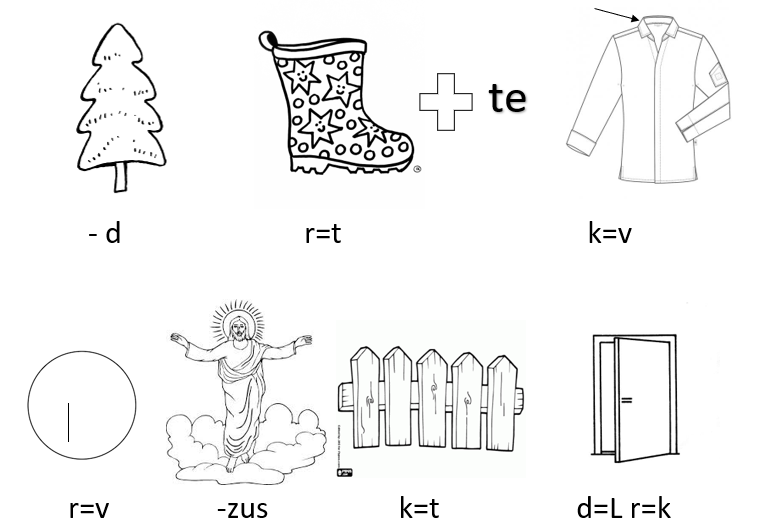 te
- d r=t k=v
r=v -zus k=t d=L r=k